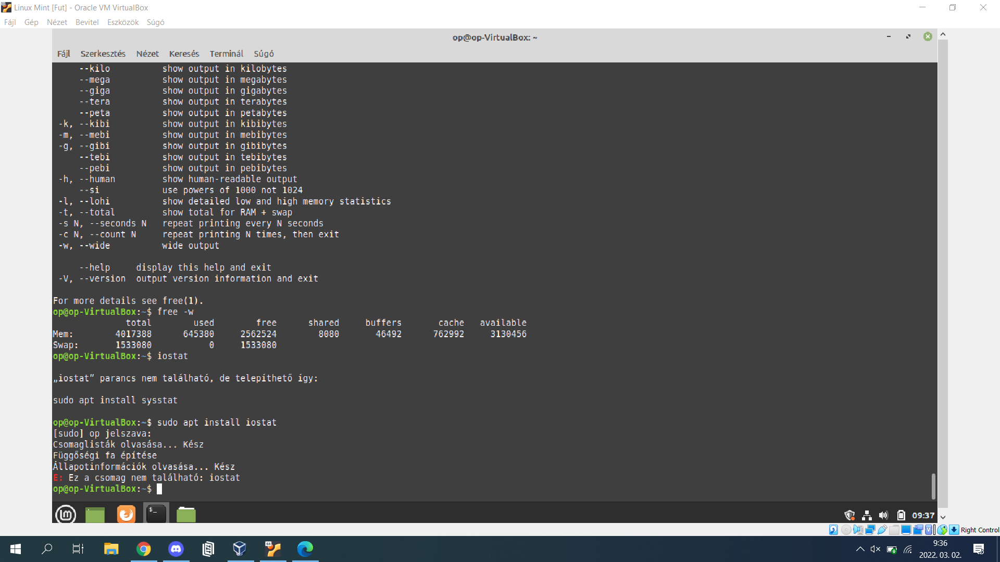 Linux Mint [Fut] - Oracle VM VirtualBox
Fájl Gép Nézet Bevitel Eszközök Súgó
op@op-VirtualBox: ~
Fájl Szerkesztés Nézet Keresés Terminál Súgó
--kilo show output in kilobytes
--mega show output in megabytes
--giga show output in gigabytes
--tera show output in terabytes
--peta show output in petabytes
-k, --kibi show output in kibibytes
-m, --mebi show output in mebibytes
-g, --gibi show output in gibibytes
--tebi show output in tebibytes
--pebi show output in pebibytes
-h, --human show human-readable output
--si use powers of 1000 not 1024
-l, --lohi show detailed low and high memory statistics
-t, --total show total for RAM + swap
-s N, --seconds N repeat printing every N seconds
-c N, --count N repeat printing N times, then exit
-w, --wide wide output
--help display this help and exit
-V, --version output version information and exit
For more details see free(1).
op@op-VirtualBox:~$ free -w
total used free shared buffers cache available
Mem: 4017388 645380 2562524 8080 46492 762992 3130456
Swap: 1533080 0 1533080
op@op-VirtualBox:~$ iostat
„iostat” parancs nem található, de telepíthető így:
sudo apt install sysstat
op@op-VirtualBox:~$ sudo apt install iostat
[sudo] op jelszava:
Csomaglisták olvasása... Kész
Függőségi fa építése
Állapotinformációk olvasása... Kész
E: Ez a csomag nem található: iostat
op@op-VirtualBox:~$
09:37
Right Control
9:36
2022. 03. 02.